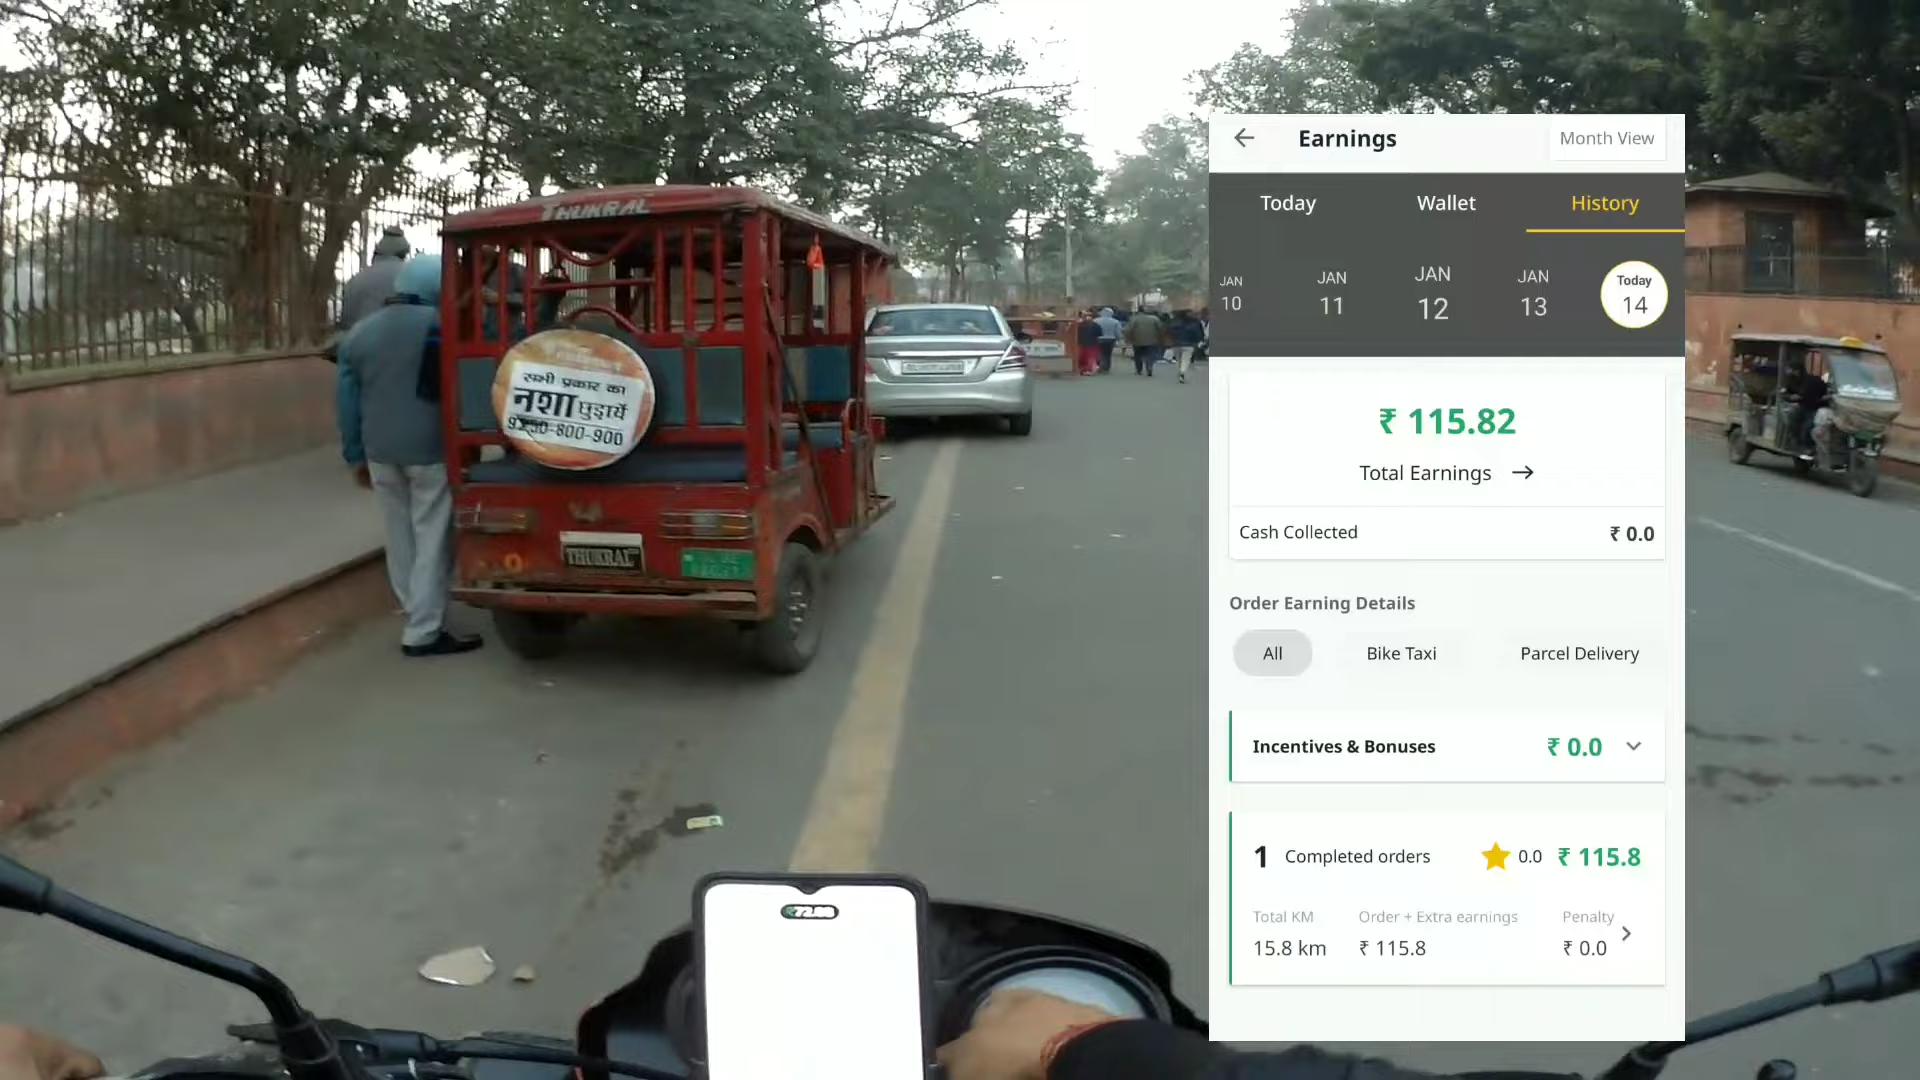 THUKRAL
सभी प्रकार का
नशा छुड़ायें
9250-800-900
THUKRAL
Earnings
Month View
Today
Wallet
History
JAN
10
JAN
11
JAN
12
JAN
13
Today
14
₹ 115.82
Total Earnings →
Cash Collected
₹ 0.0
Order Earning Details
All
Bike Taxi
Parcel Delivery
Incentives & Bonuses
₹ 0.0
1 Completed orders
0.0
₹ 115.8
Total KM
Order + Extra earnings
Penalty
15.8 km
₹ 115.8
₹ 0.0